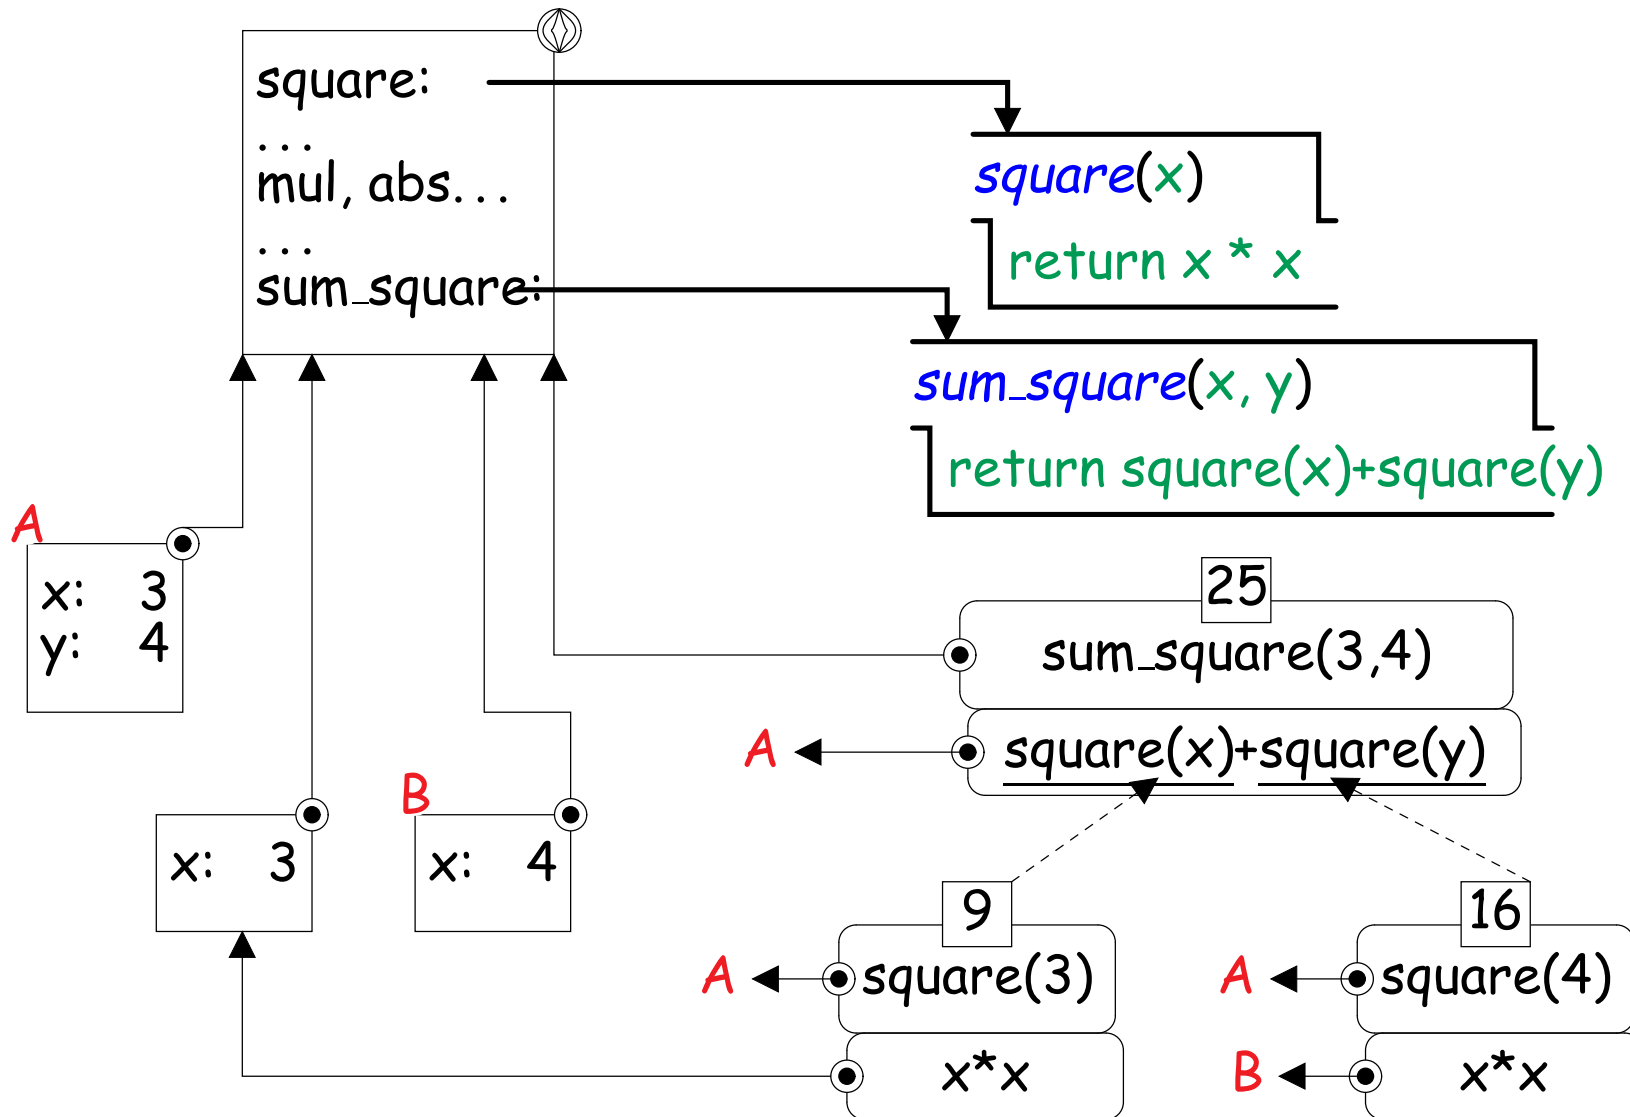 square:
...
mul, abs...
...
sum_square:
square(x)
return x * x
sum_square(x, y)
return square(x)+square(y)
A
x: 3
y: 4
25
sum_square(3,4)
A
square(x)+square(y)
x: 3
B
x: 4
9
A
square(3)
x*x
16
A
square(4)
B
x*x